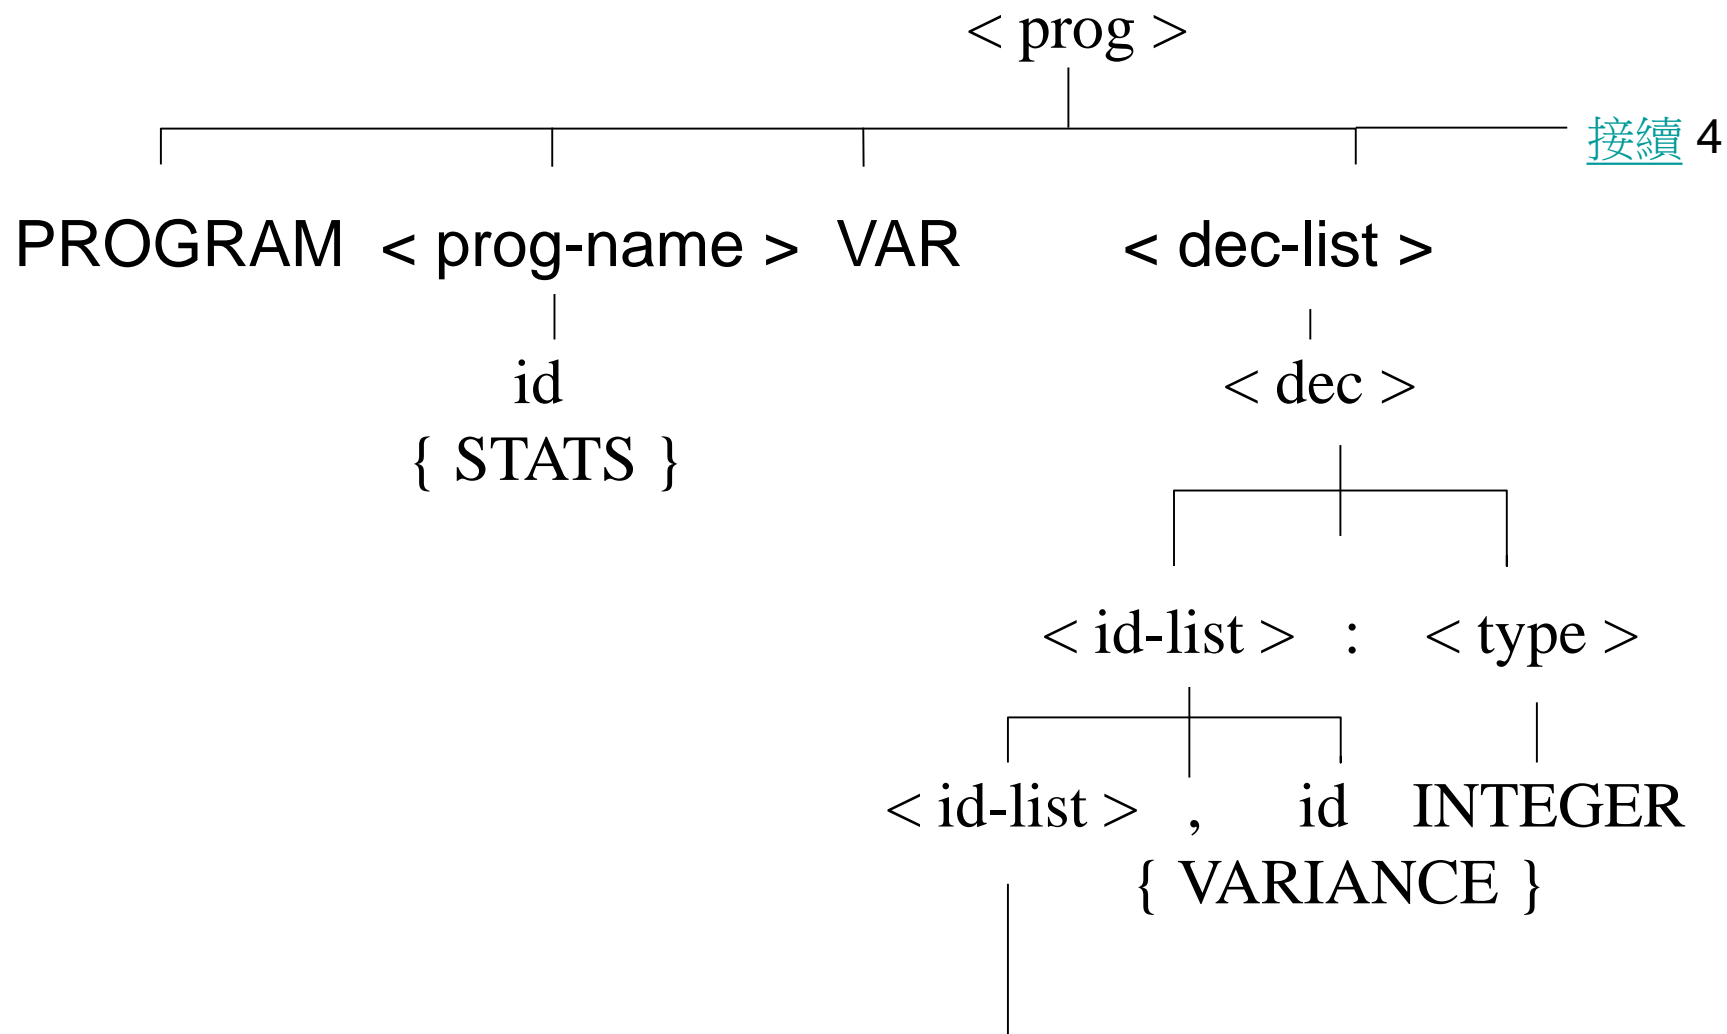 < prog >
接續 4
PROGRAM < prog-name > VAR < dec-list >
id < dec >
{ STATS }
< id-list > : < type >
< id-list > , id INTEGER
{ VARIANCE }